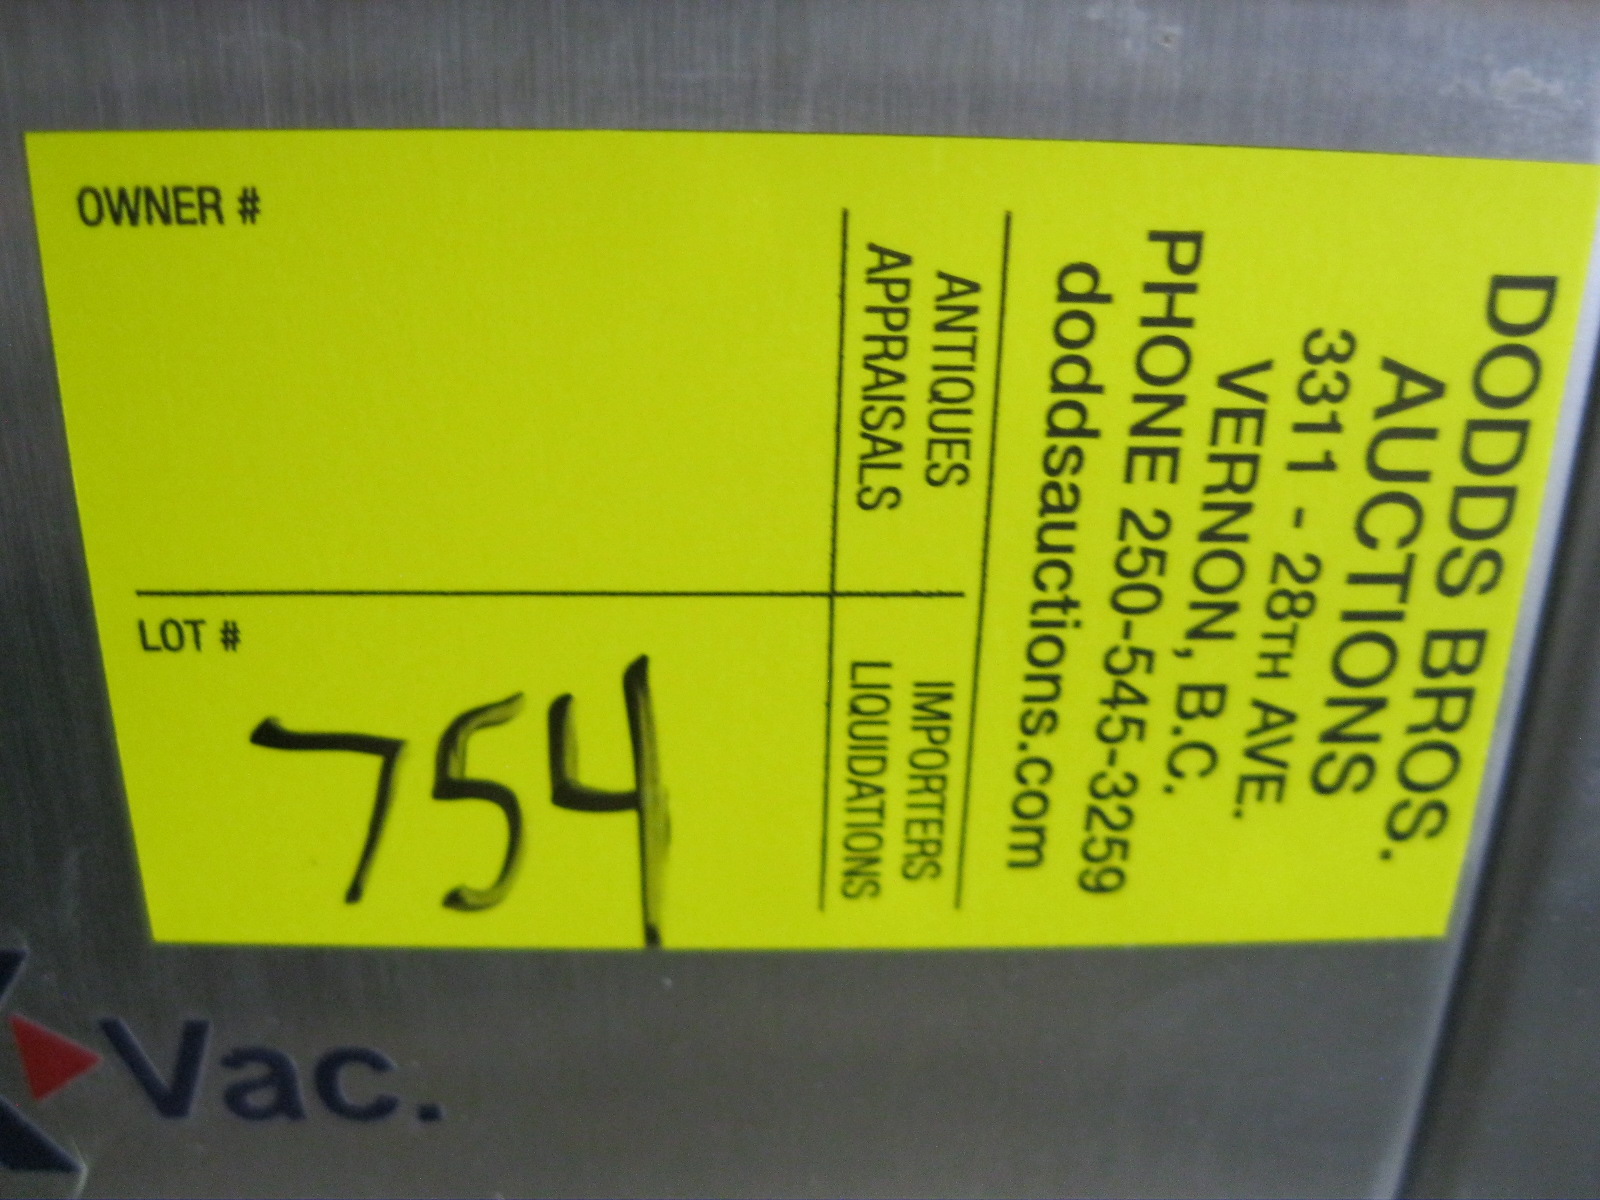 DODDS BROS.
AUCTIONS
3311 - 28TH AVE.
VERNON, B.C.
PHONE 250-545-3259
doddsauctions.com
ANTIQUES
APPRAISALS
IMPORTERS
LIQUIDATIONS
OWNER #
LOT #
754
Vac.